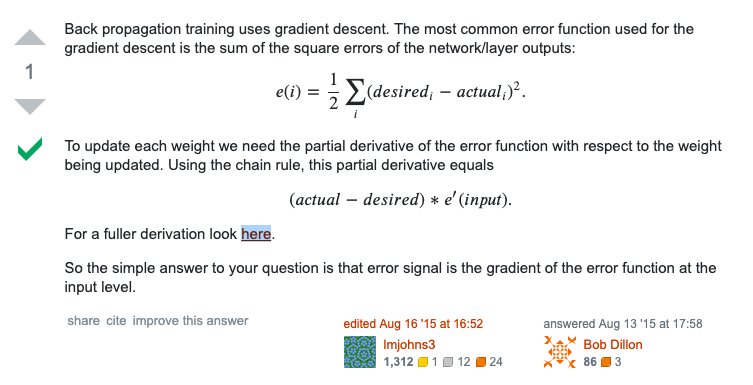 Back propagation training uses gradient descent. The most common error function used for the
gradient descent is the sum of the square errors of the network/layer outputs:
e(i) = 1/2 ∑_i (desired_i − actual_i)².
1
To update each weight we need the partial derivative of the error function with respect to the weight
being updated. Using the chain rule, this partial derivative equals
(actual − desired) * e′(input).
For a fuller derivation look here.
So the simple answer to your question is that error signal is the gradient of the error function at the
input level.
share cite improve this answer
edited Aug 16 '15 at 16:52
lmjohns3
1,312 1 12 24
answered Aug 13 '15 at 17:58
Bob Dillon
86 3